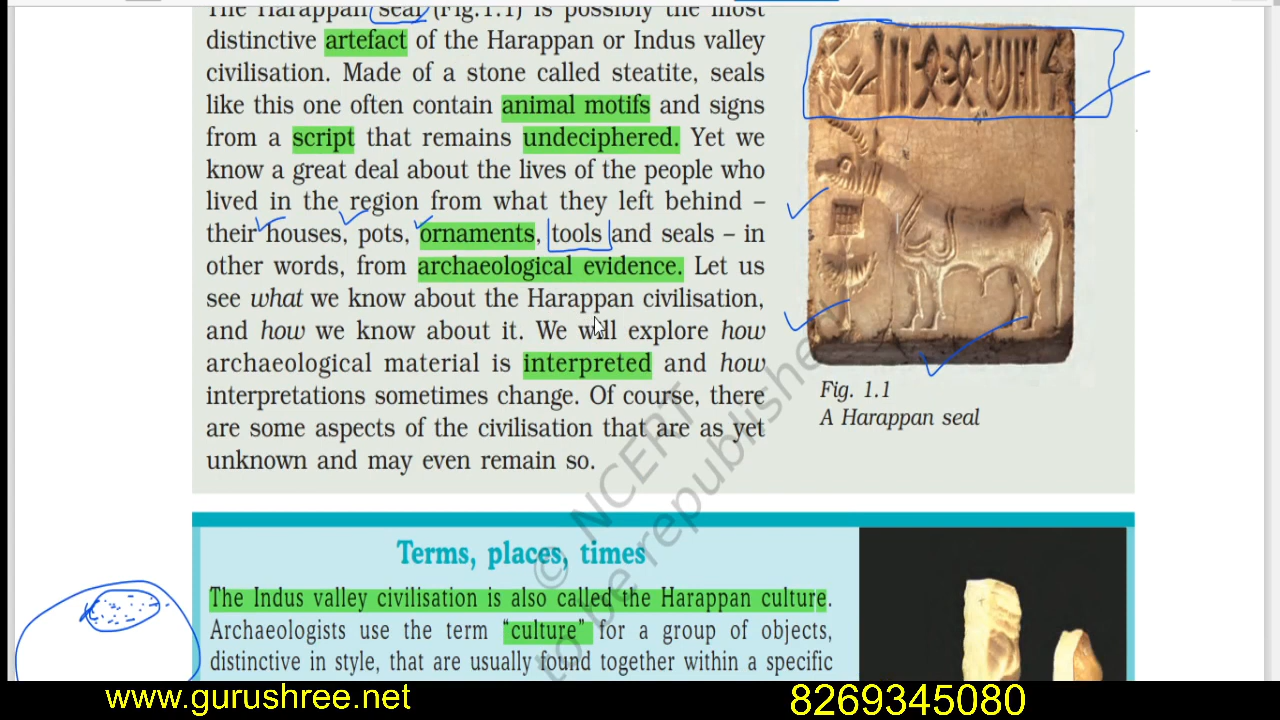 The Harappan seal (Fig.1.1) is possibly the most
distinctive artefact of the Harappan or Indus valley
civilisation. Made of a stone called steatite, seals
like this one often contain animal motifs and signs
from a script that remains undeciphered. Yet we
know a great deal about the lives of the people who
lived in the region from what they left behind –
their houses, pots, ornaments, tools and seals – in
other words, from archaeological evidence. Let us
see what we know about the Harappan civilisation,
and how we know about it. We will explore how
archaeological material is interpreted and how
interpretations sometimes change. Of course, there
are some aspects of the civilisation that are as yet
unknown and may even remain so.
Fig. 1.1
A Harappan seal
© NCERT
to be republished
Terms, places, times
The Indus valley civilisation is also called the Harappan culture.
Archaeologists use the term “culture” for a group of objects,
distinctive in style, that are usually found together within a specific
www.gurushree.net
8269345080